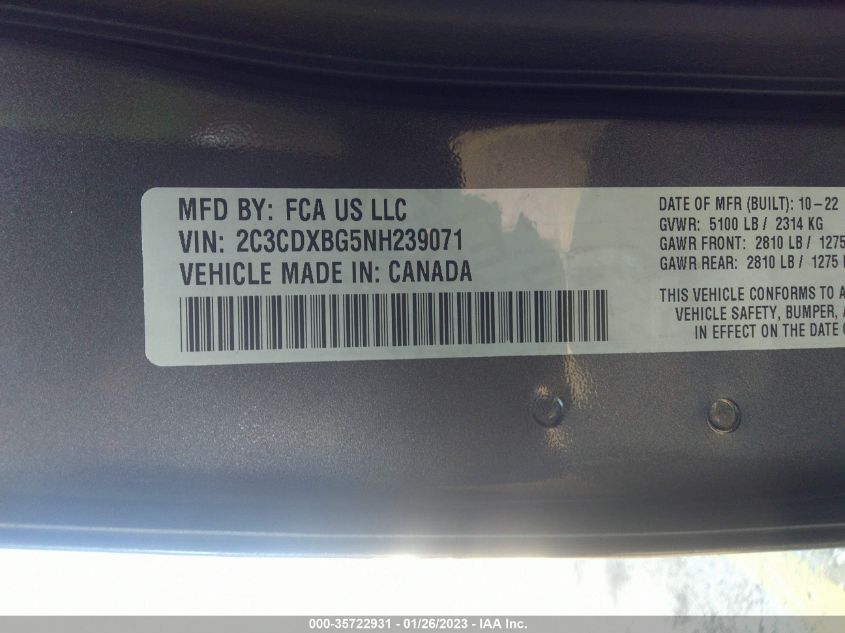 MFD BY: FCA US LLC
VIN: 2C3CDXBG5NH239071
VEHICLE MADE IN: CANADA
DATE OF MFR (BUILT): 10-22
GVWR: 5100 LB / 2314 KG
GAWR FRONT: 2810 LB / 1275
GAWR REAR: 2810 LB / 1275
THIS VEHICLE CONFORMS TO A
VEHICLE SAFETY, BUMPER, A
IN EFFECT ON THE DATE
000-35722931 - 01/26/2023 - IAA Inc.